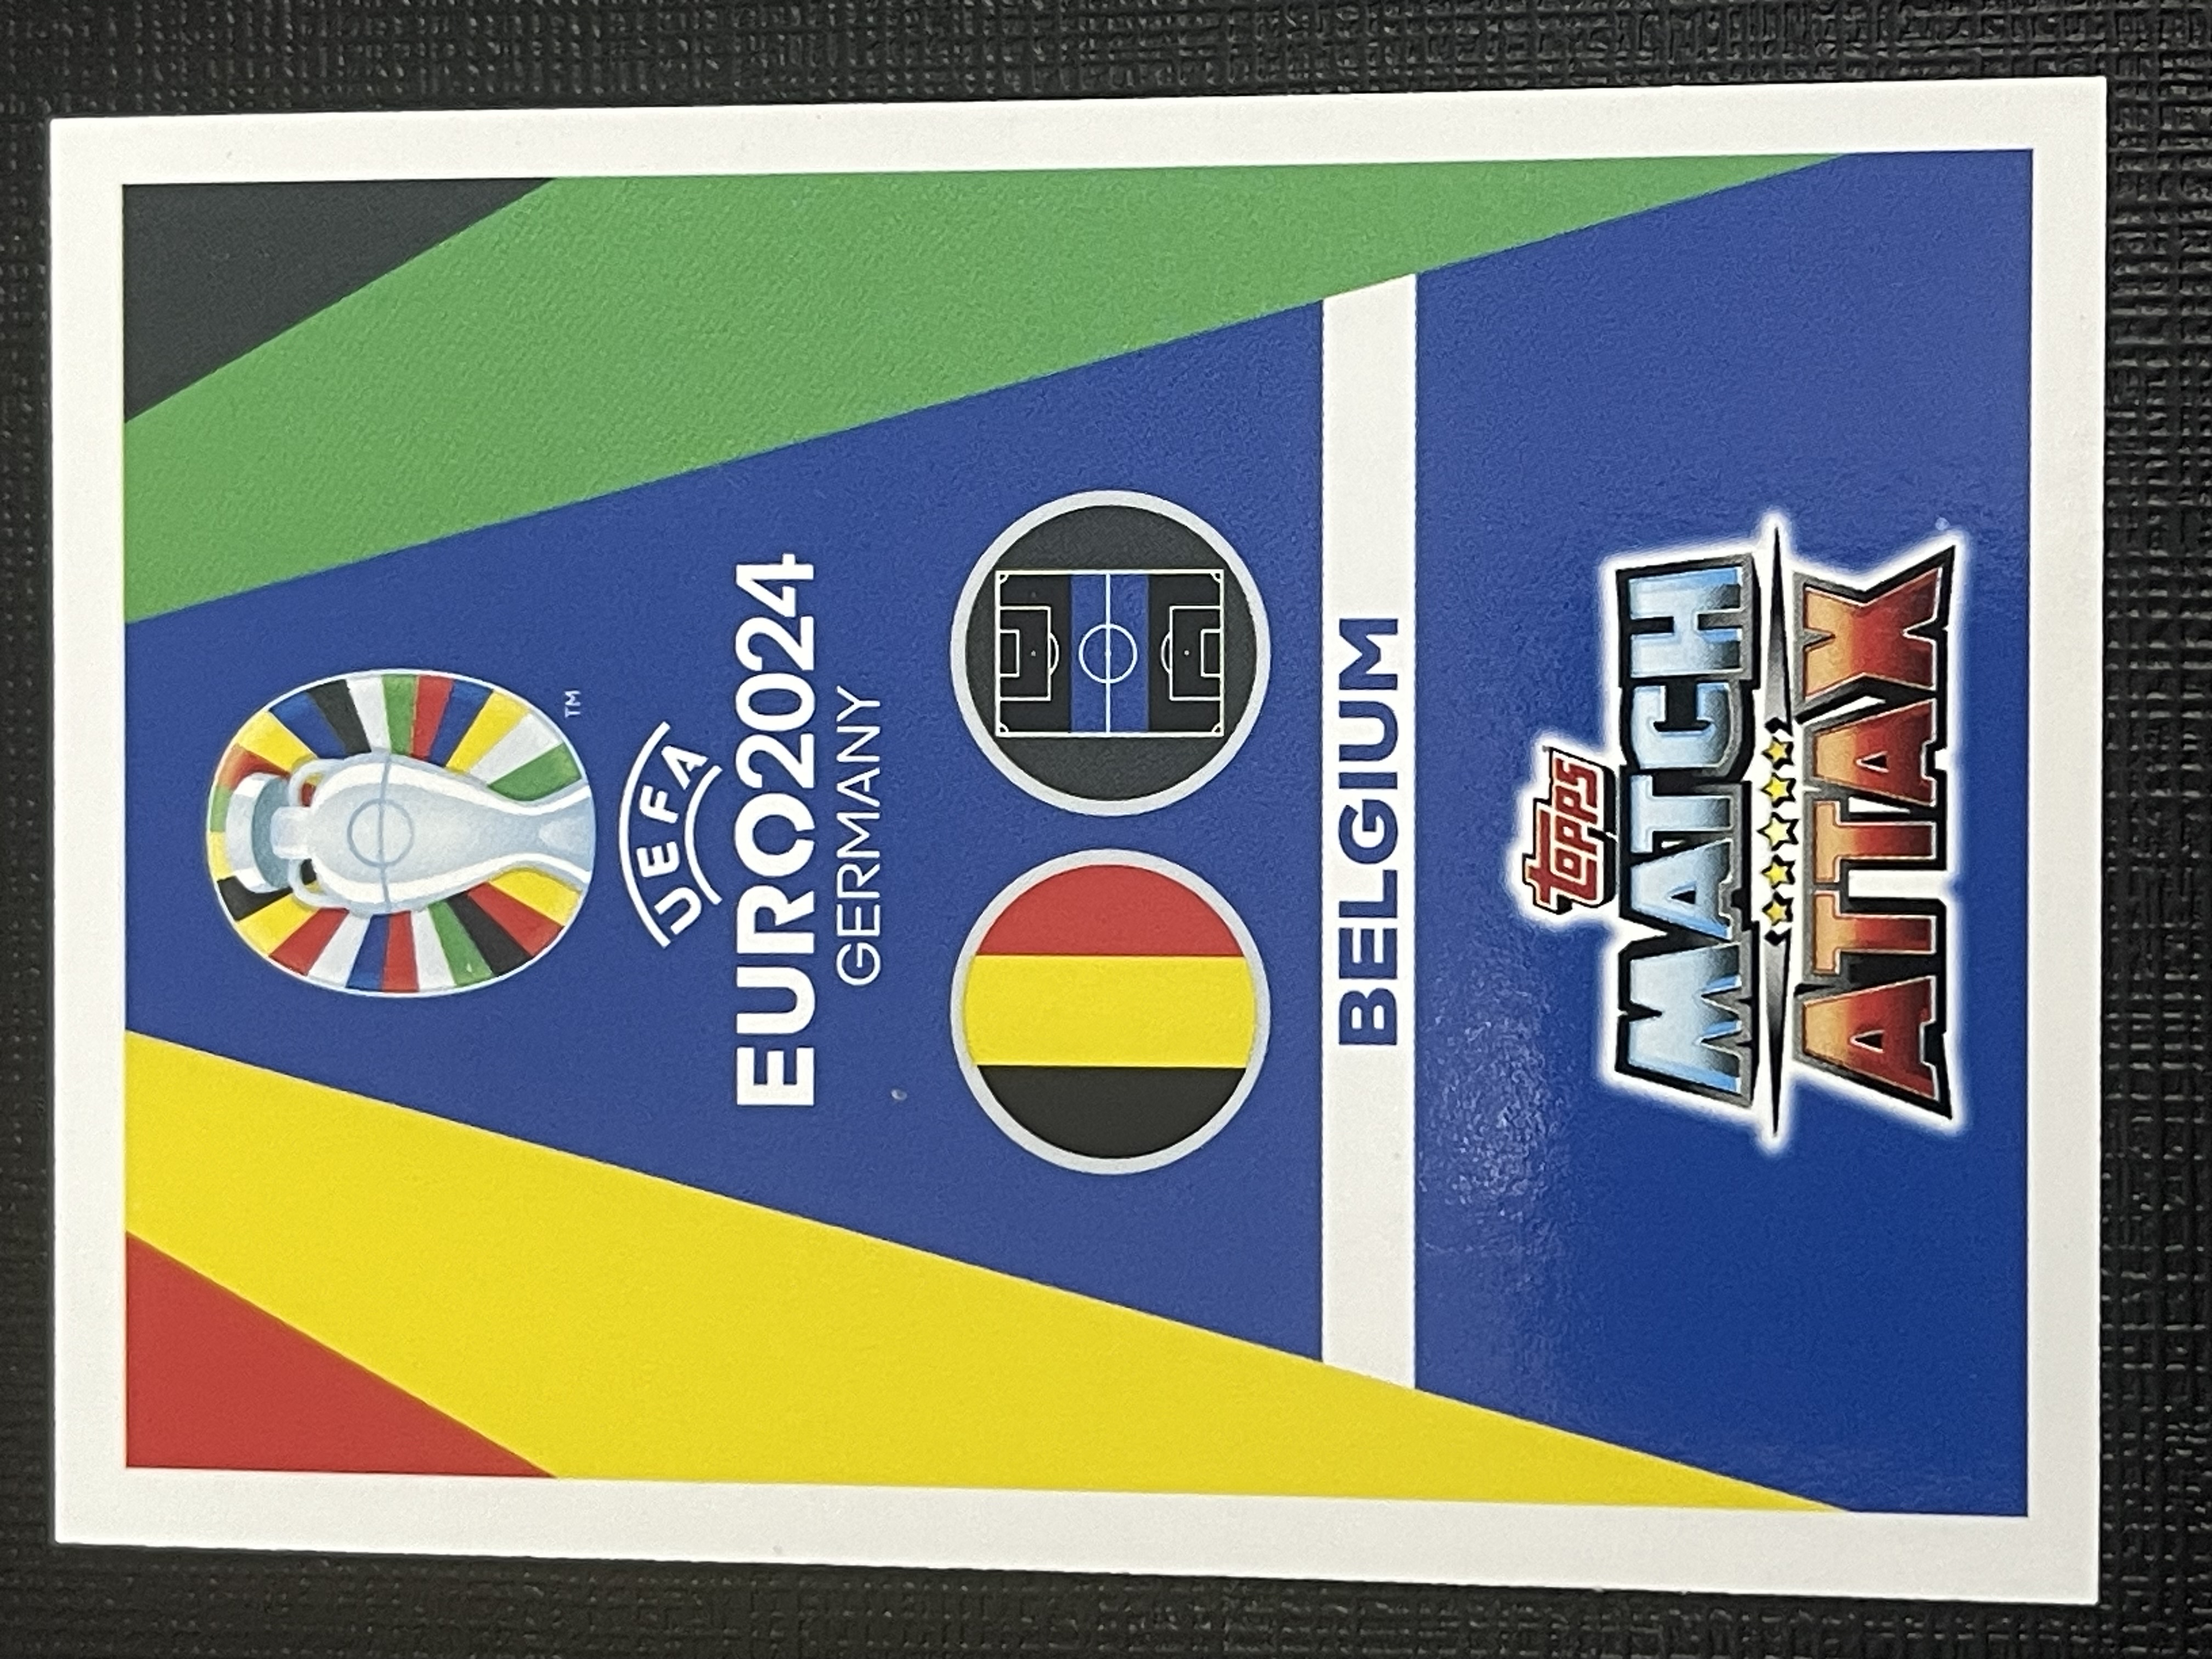 TM
UEFA
EURO2024
GERMANY
BELGIUM
topps
MATCH
ATTAX